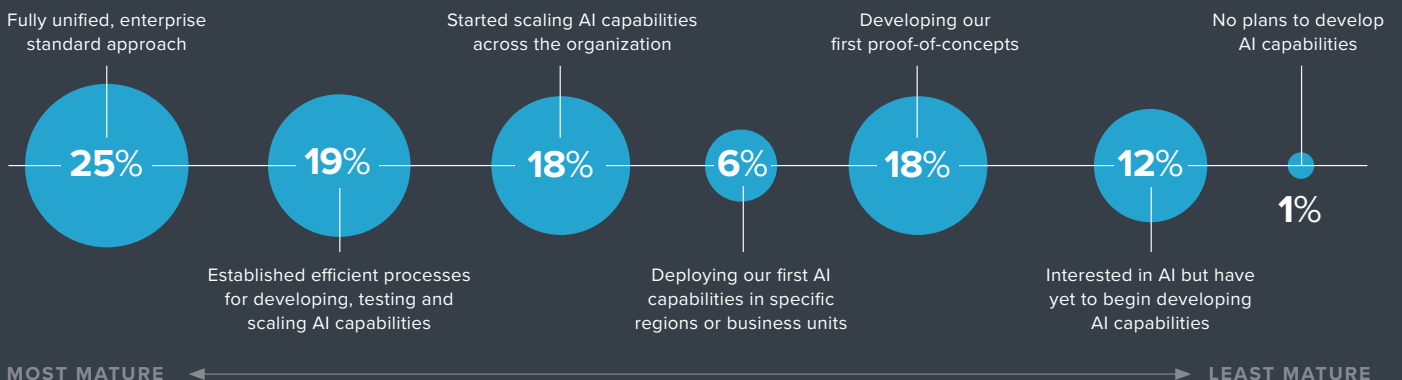 Fully unified, enterprise
standard approach
25%
Established efficient processes
for developing, testing and
scaling AI capabilities
19%
Started scaling AI capabilities
across the organization
18%
Deploying our first AI
capabilities in specific
regions or business units
6%
Developing our
first proof-of-concepts
18%
Interested in AI but have
yet to begin developing
AI capabilities
12%
No plans to develop
AI capabilities
1%
MOST MATURE
LEAST MATURE